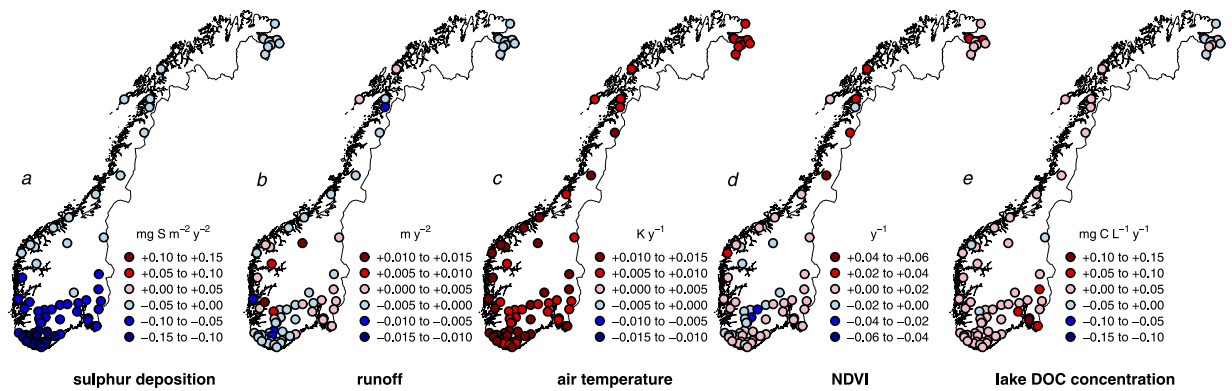 a
mg S m⁻² y⁻²
+0.10 to +0.15
+0.05 to +0.10
+0.00 to +0.05
−0.05 to +0.00
−0.10 to −0.05
−0.15 to −0.10
sulphur deposition
b
m y⁻²
+0.010 to +0.015
+0.005 to +0.010
+0.000 to +0.005
−0.005 to +0.000
−0.010 to −0.005
−0.015 to −0.010
runoff
c
K y⁻¹
+0.010 to +0.015
+0.005 to +0.010
+0.000 to +0.005
−0.005 to +0.000
−0.010 to −0.005
−0.015 to −0.010
air temperature
d
y⁻¹
+0.04 to +0.06
+0.02 to +0.04
+0.00 to +0.02
−0.02 to +0.00
−0.04 to −0.02
−0.06 to −0.04
NDVI
e
mg C L⁻¹ y⁻¹
+0.10 to +0.15
+0.05 to +0.10
+0.00 to +0.05
−0.05 to +0.00
−0.10 to −0.05
−0.15 to −0.10
lake DOC concentration